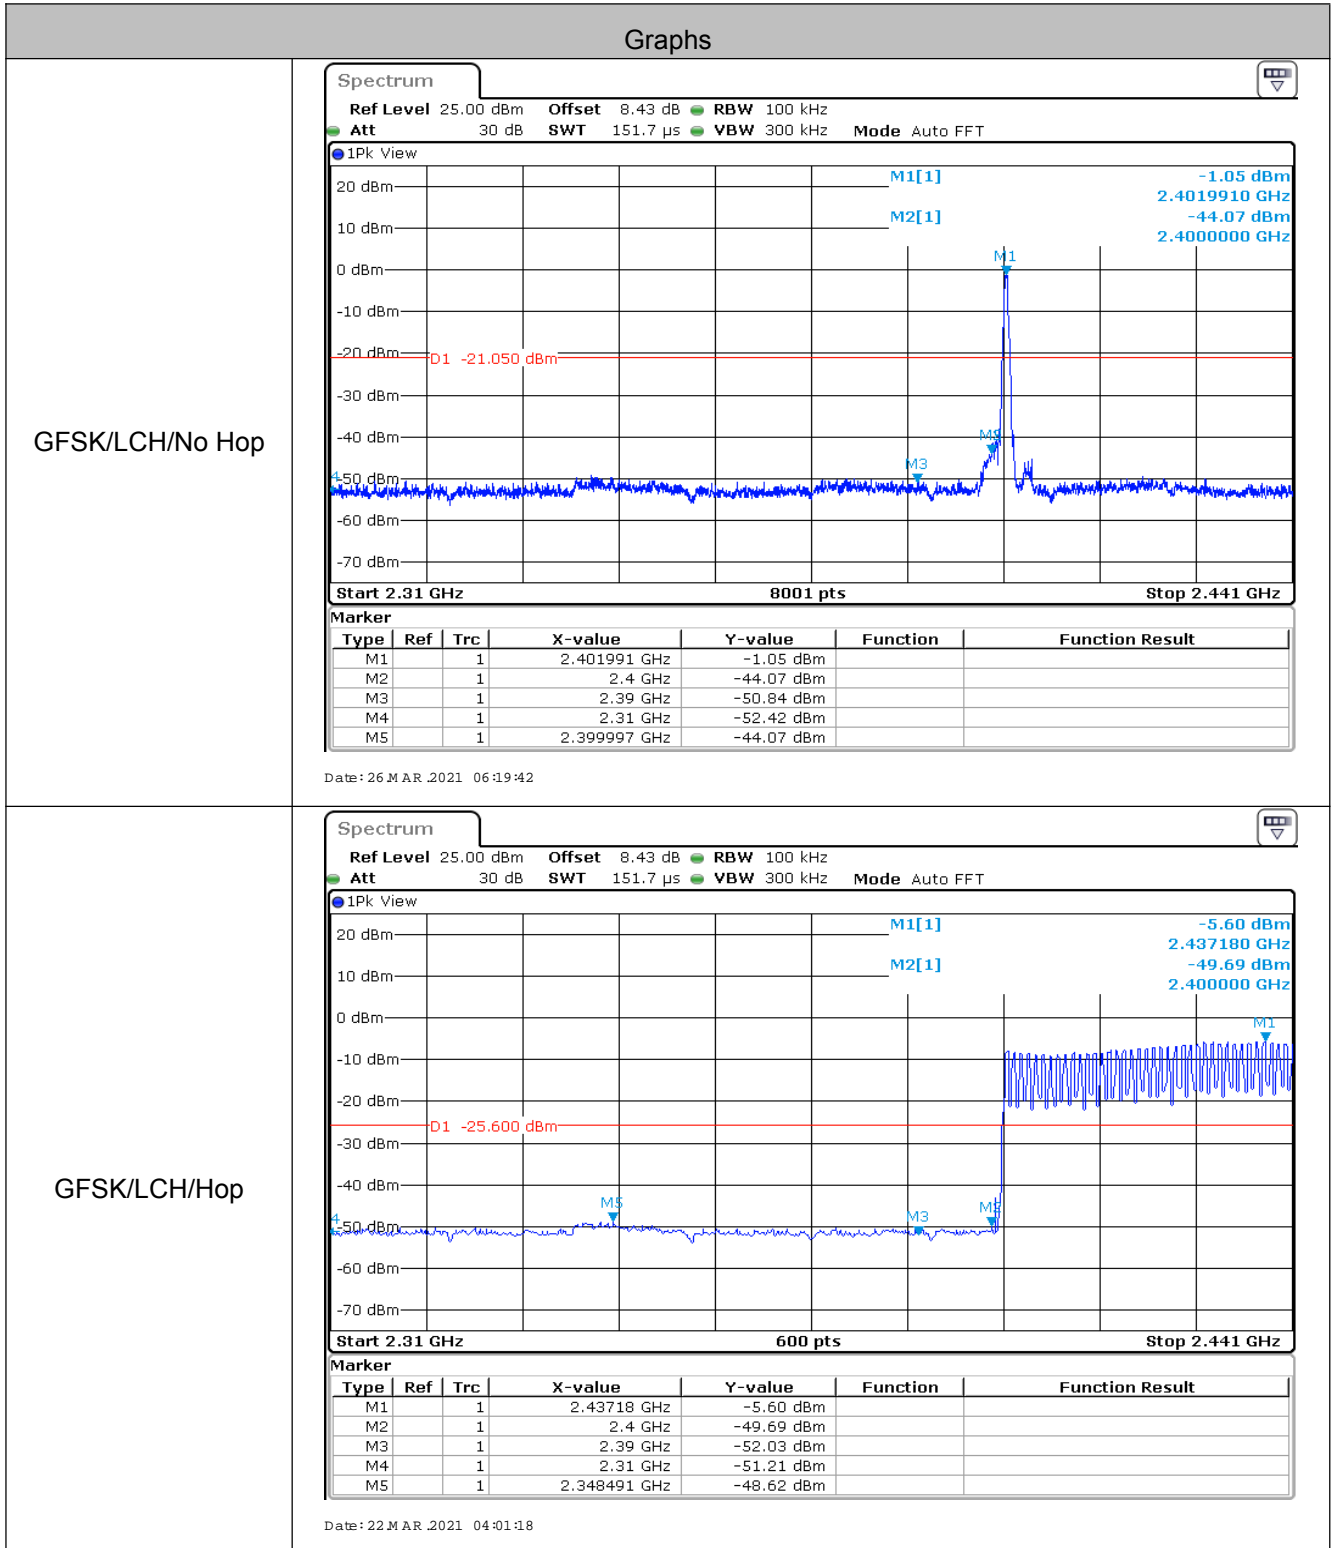 Graphs
GFSK/LCH/No Hop
Spectrum
Ref Level 25.00 dBm Offset 8.43 dB RBW 100 kHz
Att 30 dB SWT 151.7 µs VBW 300 kHz Mode Auto FFT
1Pk View
M1[1] -1.05 dBm
2.4019910 GHz
M2[1] -44.07 dBm
2.4000000 GHz
20 dBm
10 dBm
0 dBm
M1
-10 dBm
-20 dBm
D1 -21.050 dBm
-30 dBm
-40 dBm
M3
4
-50 dBm
-60 dBm
-70 dBm
Start 2.31 GHz 8001 pts Stop 2.441 GHz
Marker
Type Ref Trc X-value Y-value Function Function Result
M1 1 2.401991 GHz -1.05 dBm
M2 1 2.4 GHz -44.07 dBm
M3 1 2.39 GHz -50.84 dBm
M4 1 2.31 GHz -52.42 dBm
M5 1 2.399997 GHz -44.07 dBm
Date: 26.MAR.2021 06:19:42
GFSK/LCH/Hop
Spectrum
Ref Level 25.00 dBm Offset 8.43 dB RBW 100 kHz
Att 30 dB SWT 151.7 µs VBW 300 kHz Mode Auto FFT
1Pk View
M1[1] -5.60 dBm
2.437180 GHz
M2[1] -49.69 dBm
2.400000 GHz
20 dBm
10 dBm
0 dBm
M1
-10 dBm
-20 dBm
D1 -25.600 dBm
-30 dBm
-40 dBm
M5
M3
4
-50 dBm
-60 dBm
-70 dBm
Start 2.31 GHz 600 pts Stop 2.441 GHz
Marker
Type Ref Trc X-value Y-value Function Function Result
M1 1 2.43718 GHz -5.60 dBm
M2 1 2.4 GHz -49.69 dBm
M3 1 2.39 GHz -52.03 dBm
M4 1 2.31 GHz -51.21 dBm
M5 1 2.348491 GHz -48.62 dBm
Date: 22.MAR.2021 04:01:18